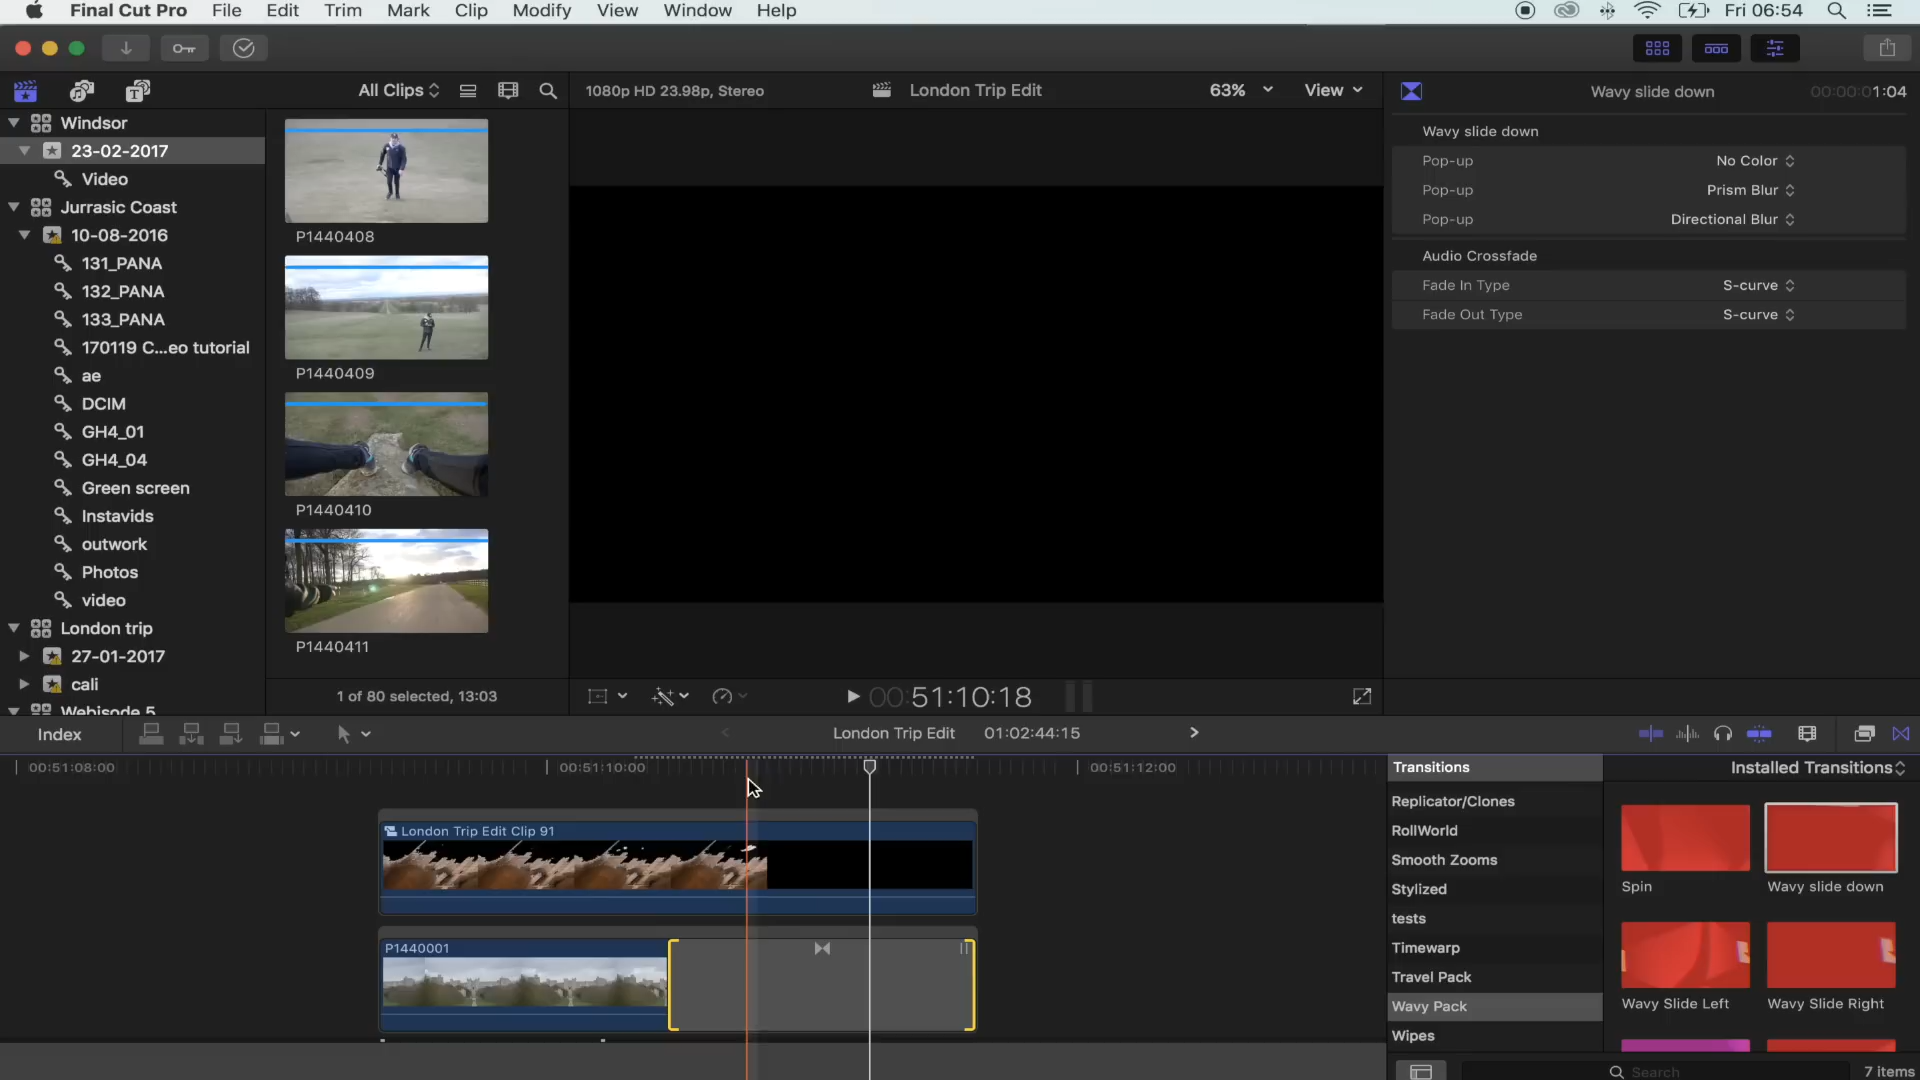 Final Cut Pro File Edit Trim Mark Clip Modify View Window Help Fri 06:54
All Clips 1080p HD 23.98p, Stereo London Trip Edit 63% View Wavy slide down 00:00:01:04
Windsor
23-02-2017
Video
Jurrasic Coast
10-08-2016
131_PANA
132_PANA
133_PANA
170119 C...eo tutorial
ae
DCIM
GH4_01
GH4_04
Green screen
Instavids
outwork
Photos
video
London trip
27-01-2017
cali
Webisode 5
P1440408
P1440409
P1440410
P1440411
1 of 80 selected, 13:03
00:51:10:18
Wavy slide down
Pop-up No Color
Pop-up Prism Blur
Pop-up Directional Blur
Audio Crossfade
Fade In Type S-curve
Fade Out Type S-curve
Index London Trip Edit 01:02:44:15
00:51:08:00 00:51:10:00 00:51:12:00
London Trip Edit Clip 91
P1440001
Transitions Installed Transitions
Replicator/Clones
RollWorld
Smooth Zooms
Stylized
tests
Timewarp
Travel Pack
Wavy Pack
Wipes
Spin Wavy slide down
Wavy Slide Left Wavy Slide Right
Search 7 items